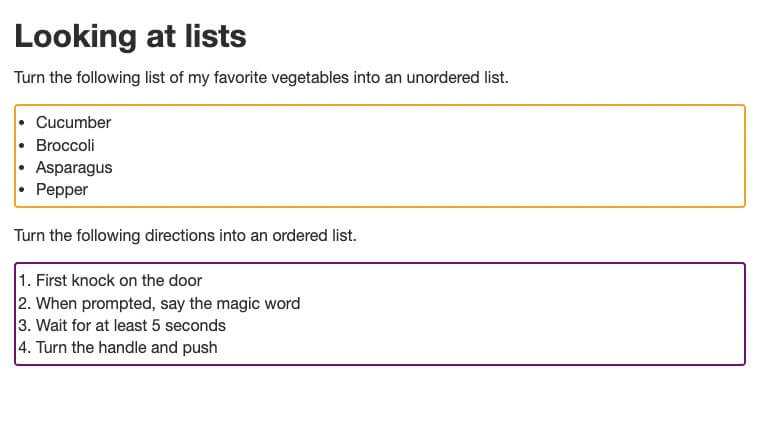 Looking at lists
Turn the following list of my favorite vegetables into an unordered list.
• Cucumber
• Broccoli
• Asparagus
• Pepper
Turn the following directions into an ordered list.
1. First knock on the door
2. When prompted, say the magic word
3. Wait for at least 5 seconds
4. Turn the handle and push